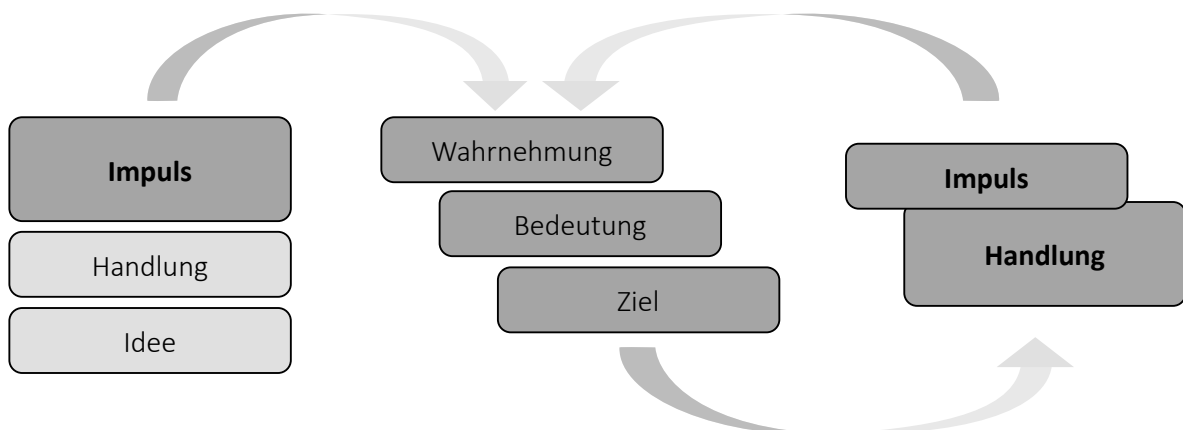 Impuls
Handlung
Idee
Wahrnehmung
Bedeutung
Ziel
Impuls
Handlung